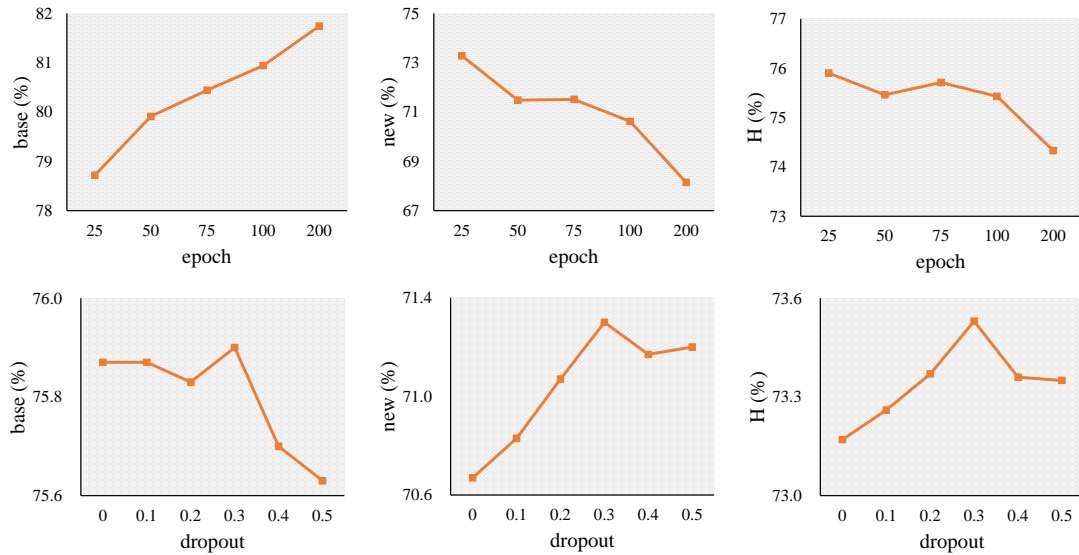 82
81
80
79
78
base (%)
25 50 75 100 200
epoch
75
73
71
69
67
new (%)
25 50 75 100 200
epoch
77
76
75
74
73
H (%)
25 50 75 100 200
epoch
76.0
75.8
75.6
base (%)
0 0.1 0.2 0.3 0.4 0.5
dropout
71.4
71.0
70.6
new (%)
0 0.1 0.2 0.3 0.4 0.5
dropout
73.6
73.3
73.0
H (%)
0 0.1 0.2 0.3 0.4 0.5
dropout